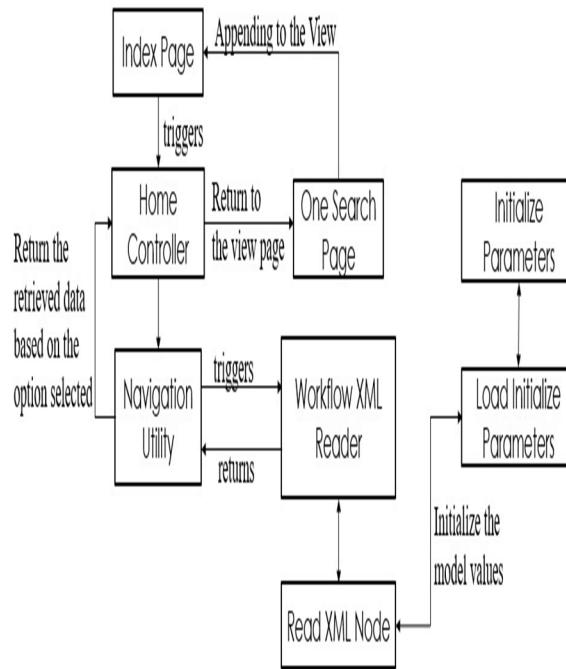 Index Page
Appending to the View
triggers
Home
Controller
Return to
the view page
One Search
Page
Initialize
Parameters
Return the
retrieved data
based on the
option selected
Navigation
Utility
triggers
returns
Workflow XML
Reader
Load Initialize
Parameters
Initialize the
model values
Read XML Node